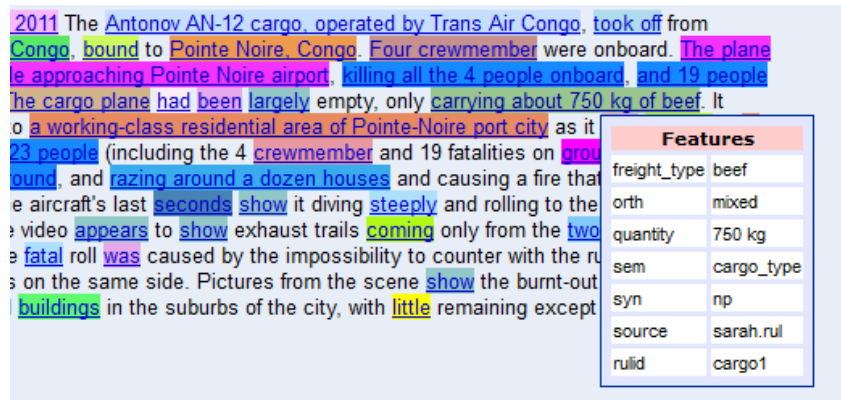 2011 The Antonov AN-12 cargo, operated by Trans Air Congo, took off from
Congo, bound to Pointe Noire, Congo. Four crewmember were onboard. The plane
approaching Pointe Noire airport, killing all the 4 people onboard, and 19 people
The cargo plane had been largely empty, only carrying about 750 kg of beef. It
to a working-class residential area of Pointe-Noire port city as it
23 people (including the 4 crewmember and 19 fatalities on
and razing around a dozen houses and causing a fire that
aircraft's last seconds show it diving steeply and rolling to the
video appears to show exhaust trails coming only from the two
fatal roll was caused by the impossibility to counter with the
on the same side. Pictures from the scene show the burnt-out
buildings in the suburbs of the city, with little remaining except
Features
freight_type beef
orth mixed
quantity 750 kg
sem cargo_type
syn np
source sarah.rul
rulid cargo1